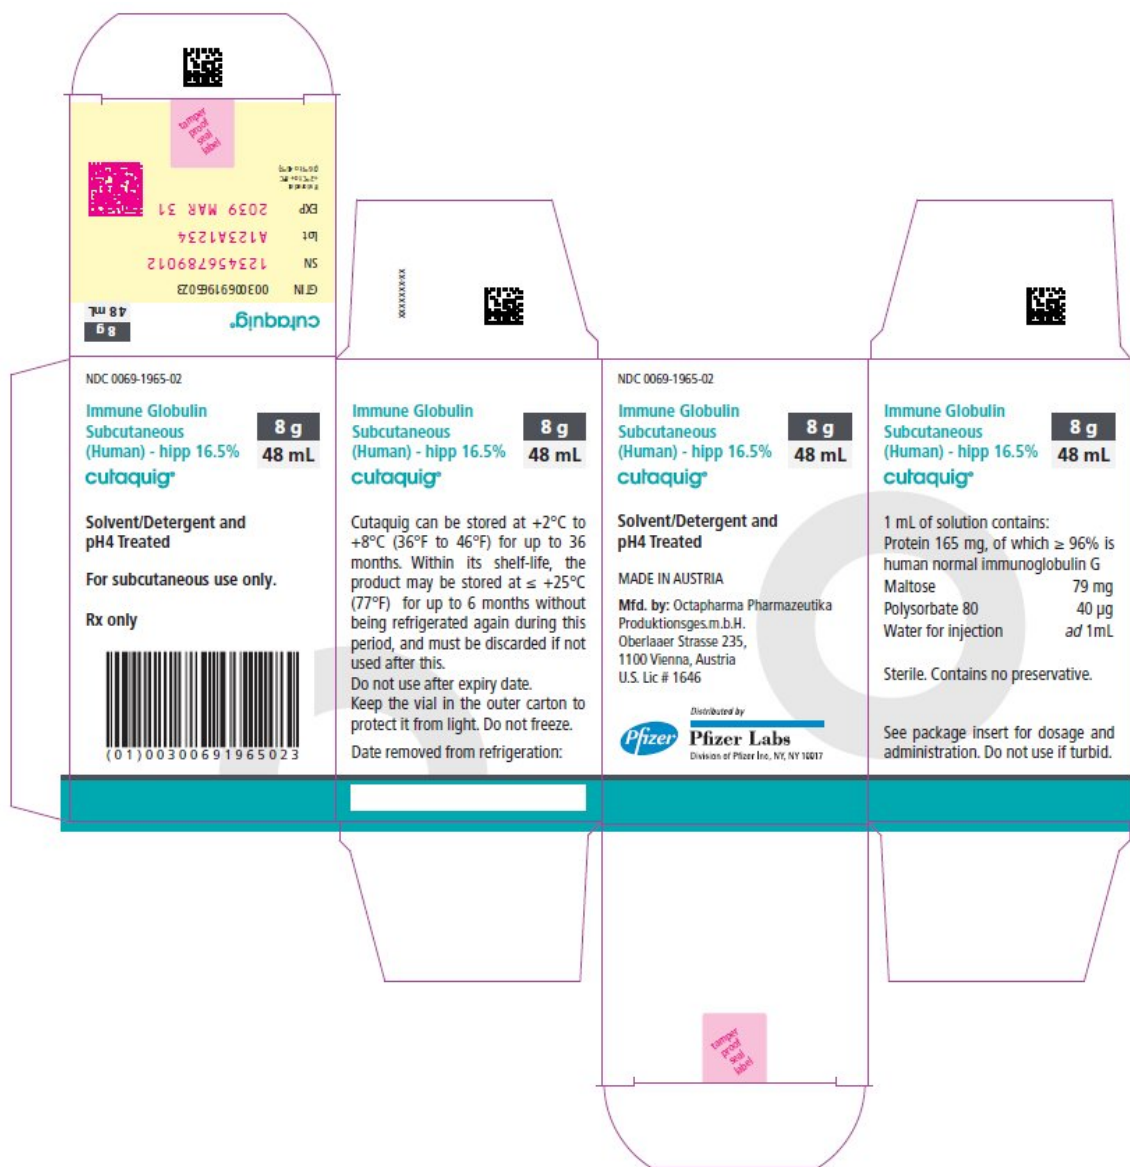 tamper
proof
seal
label
cutaquig®
8 g
48 mL
GTIN 00300691965023
SN 123456789012
lot A123A1234
EXP 2039 MAR 31
If stored at
+2°C to + 8°C
(36°F to 46°F)
XXXXXXXX-XX
NDC 0069-1965-02
Immune Globulin
Subcutaneous
(Human) - hipp 16.5%
cutaquig®
8 g
48 mL
Solvent/Detergent and
pH4 Treated
For subcutaneous use only.
Rx only
(01)00300691965023
Immune Globulin
Subcutaneous
(Human) - hipp 16.5%
cutaquig®
8 g
48 mL
Cutaquig can be stored at +2°C to
+8°C (36°F to 46°F) for up to 36
months. Within its shelf-life, the
product may be stored at ≤ +25°C
(77°F) for up to 6 months without
being refrigerated again during this
period, and must be discarded if not
used after this.
Do not use after expiry date.
Keep the vial in the outer carton to
protect it from light. Do not freeze.
Date removed from refrigeration:
NDC 0069-1965-02
Immune Globulin
Subcutaneous
(Human) - hipp 16.5%
cutaquig®
8 g
48 mL
Solvent/Detergent and
pH4 Treated
MADE IN AUSTRIA
Mfd. by: Octapharma Pharmazeutika
Produktionsges.m.b.H.
Oberlaaer Strasse 235,
1100 Vienna, Austria
U.S. Lic # 1646
Distributed by
Pfizer
Pfizer Labs
Division of Pfizer Inc, NY, NY 10017
Immune Globulin
Subcutaneous
(Human) - hipp 16.5%
cutaquig®
8 g
48 mL
1 mL of solution contains:
Protein 165 mg, of which ≥ 96% is
human normal immunoglobulin G
Maltose 79 mg
Polysorbate 80 40 µg
Water for injection ad 1mL
Sterile. Contains no preservative.
See package insert for dosage and
administration. Do not use if turbid.
tamper
proof
seal
label